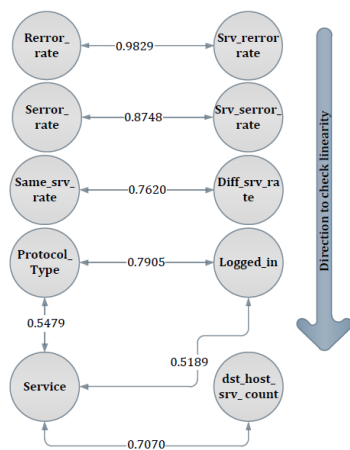 Rerror_
rate
0.9829
Srv_rerror
rate
Serror_
rate
0.8748
Srv_serror_
rate
Same_srv_
rate
0.7620
Diff_srv_ra
te
Protocol_
Type
0.7905
Logged_in
0.5479
0.5189
Service
dst_host_
srv_ count
0.7070
Direction to check linearity